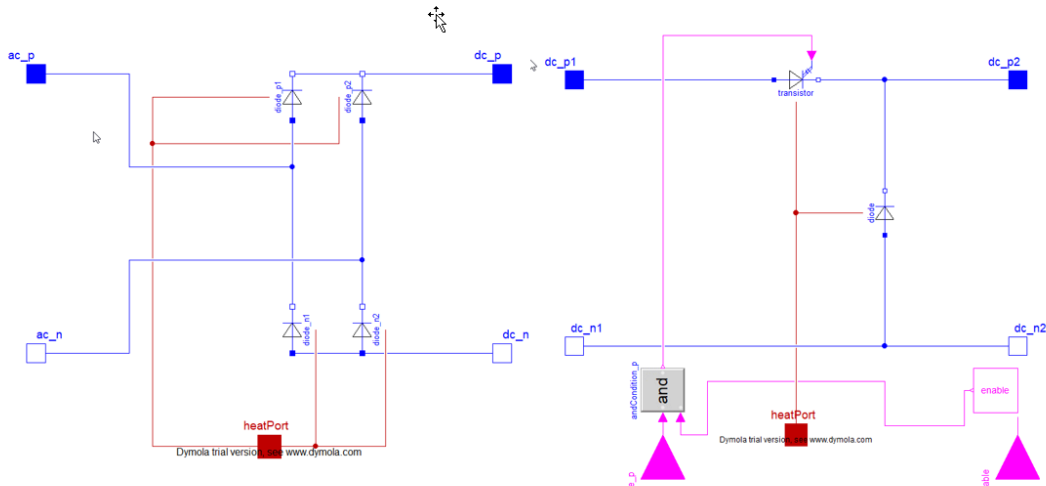 ac_p
dc_p
diode_p1
diode_p2
ac_n
dc_n
diode_n1
diode_n2
heatPort
Dymola trial version, see www.dymola.com
dc_p1
dc_p2
transistor
diode
dc_n1
dc_n2
andCondition_p
and
enable
heatPort
Dymola trial version, see www.dymola.com
e_p
able